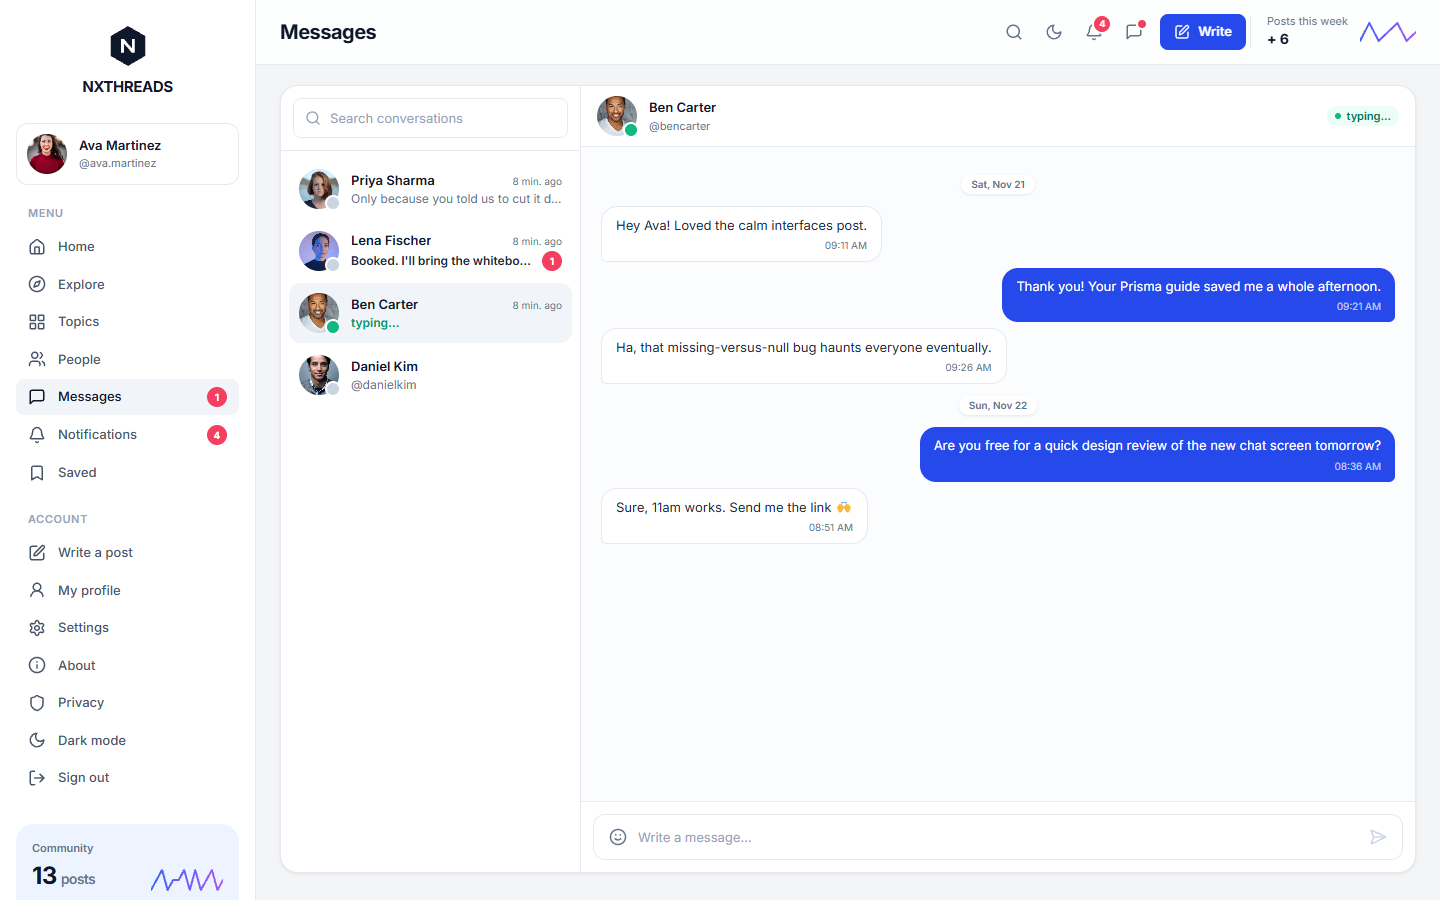 N
NXTHREADS
Ava Martinez
@ava.martinez
MENU
Home
Explore
Topics
People
Messages 1
Notifications 4
Saved
ACCOUNT
Write a post
My profile
Settings
About
Privacy
Dark mode
Sign out
Community
13 posts
Messages
4
Write
Posts this week
+ 6
Search conversations
Priya Sharma 8 min. ago
Only because you told us to cut it d...
Lena Fischer 8 min. ago
Booked. I'll bring the whitebo... 1
Ben Carter 8 min. ago
typing...
Daniel Kim
@danielkim
Ben Carter
@bencarter
typing...
Sat, Nov 21
Hey Ava! Loved the calm interfaces post.
09:11 AM
Thank you! Your Prisma guide saved me a whole afternoon.
09:21 AM
Ha, that missing-versus-null bug haunts everyone eventually.
09:26 AM
Sun, Nov 22
Are you free for a quick design review of the new chat screen tomorrow?
08:36 AM
Sure, 11am works. Send me the link 🙌
08:51 AM
Write a message...